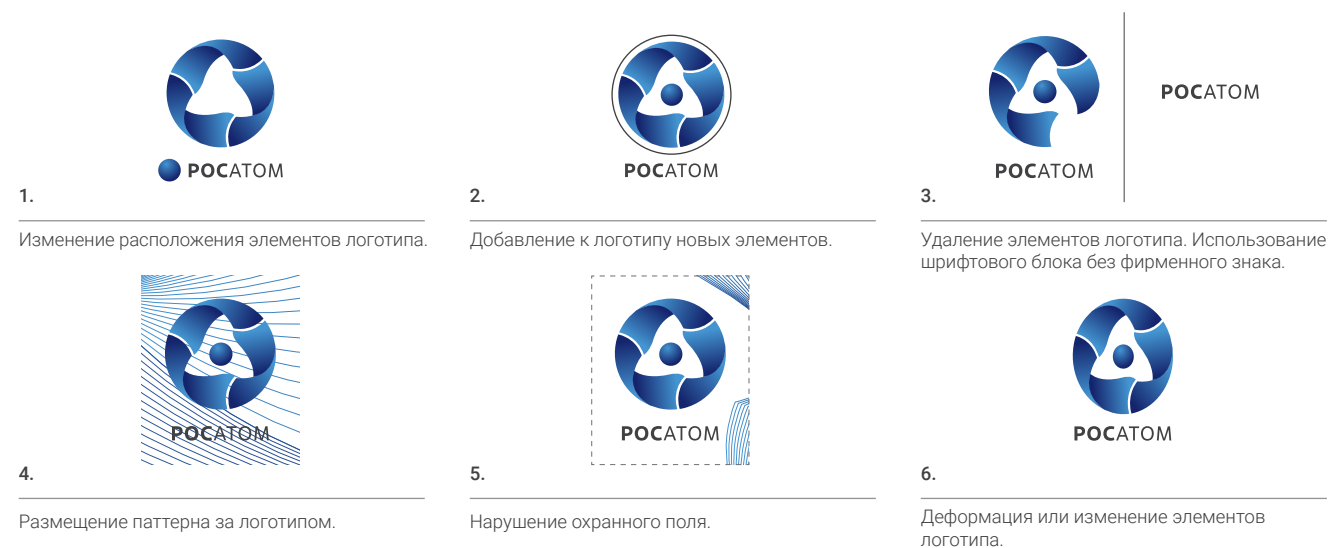 РОСАТОМ
1.
Изменение расположения элементов логотипа.
РОСАТОМ
2.
Добавление к логотипу новых элементов.
РОСАТОМ
РОСАТОМ
3.
Удаление элементов логотипа. Использование
шрифтового блока без фирменного знака.
РОСАТОМ
4.
Размещение паттерна за логотипом.
РОСАТОМ
5.
Нарушение охранного поля.
РОСАТОМ
6.
Деформация или изменение элементов
логотипа.